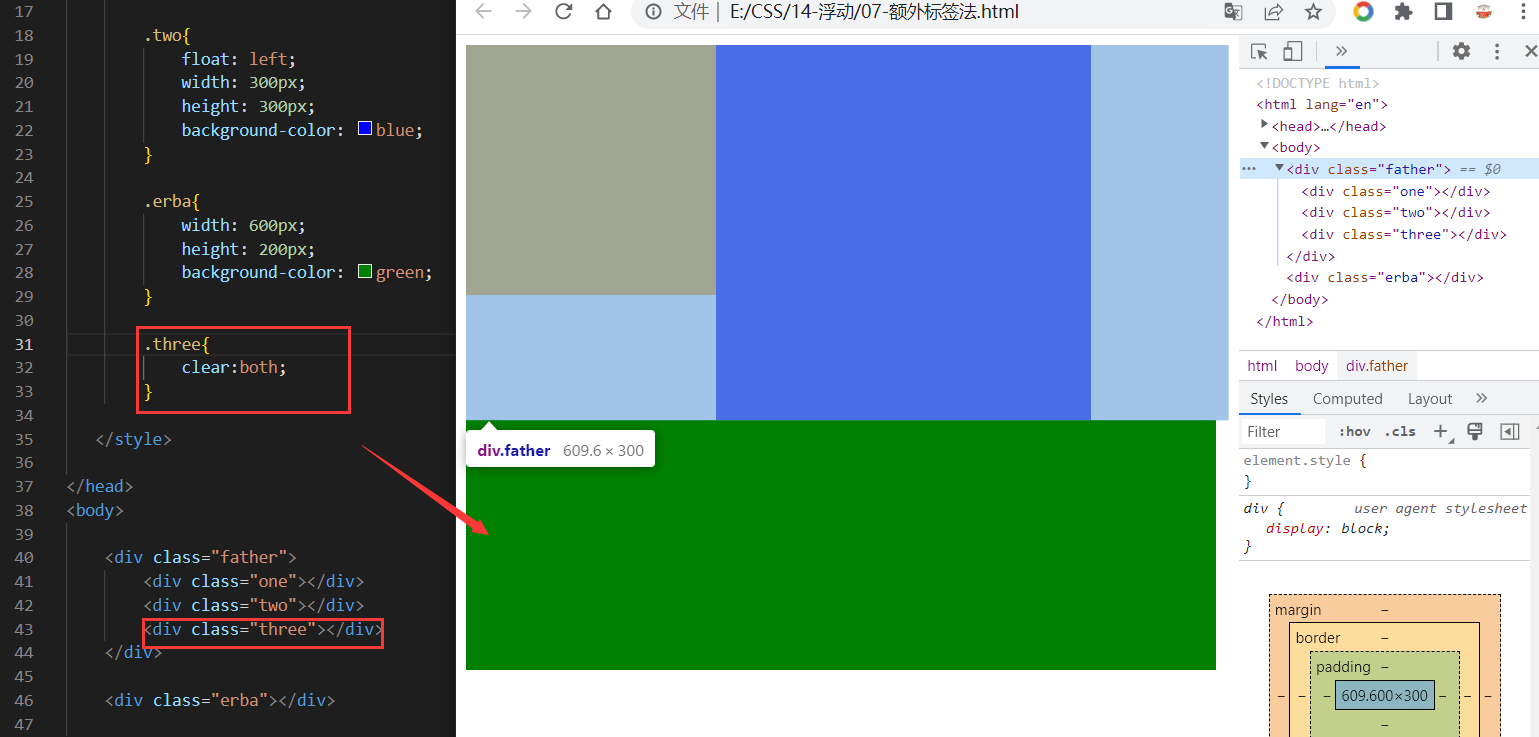 17
18 .two{
19 float: left;
20 width: 300px;
21 height: 300px;
22 background-color: blue;
23 }
24
25 .erba{
26 width: 600px;
27 height: 200px;
28 background-color: green;
29 }
30
31 .three{
32 clear:both;
33 }
34
35 </style>
36
37 </head>
38 <body>
39
40 <div class="father">
41 <div class="one"></div>
42 <div class="two"></div>
43 <div class="three"></div>
44 </div>
45
46 <div class="erba"></div>
47
文件 | E:/CSS/14-浮动/07-额外标签法.html
div.father 609.6 × 300
<!DOCTYPE html>
<html lang="en">
<head>…</head>
<body>
<div class="father"> == $0
<div class="one"></div>
<div class="two"></div>
<div class="three"></div>
</div>
<div class="erba"></div>
</body>
</html>
html body div.father
Styles Computed Layout »
Filter :hov .cls +
element.style {
}
div { user agent stylesheet
display: block;
}
margin –
border –
padding –
– – – 609.600×300 – – –
–